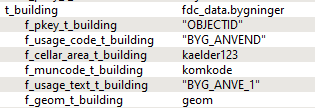 t_building fdc_data.bygninger
f_pkey_t_building "OBJECTID"
f_usage_code_t_building "BYG_ANVEND"
f_cellar_area_t_building kaelder123
f_muncode_t_building komkode
f_usage_text_t_building "BYG_ANVE_1"
f_geom_t_building geom